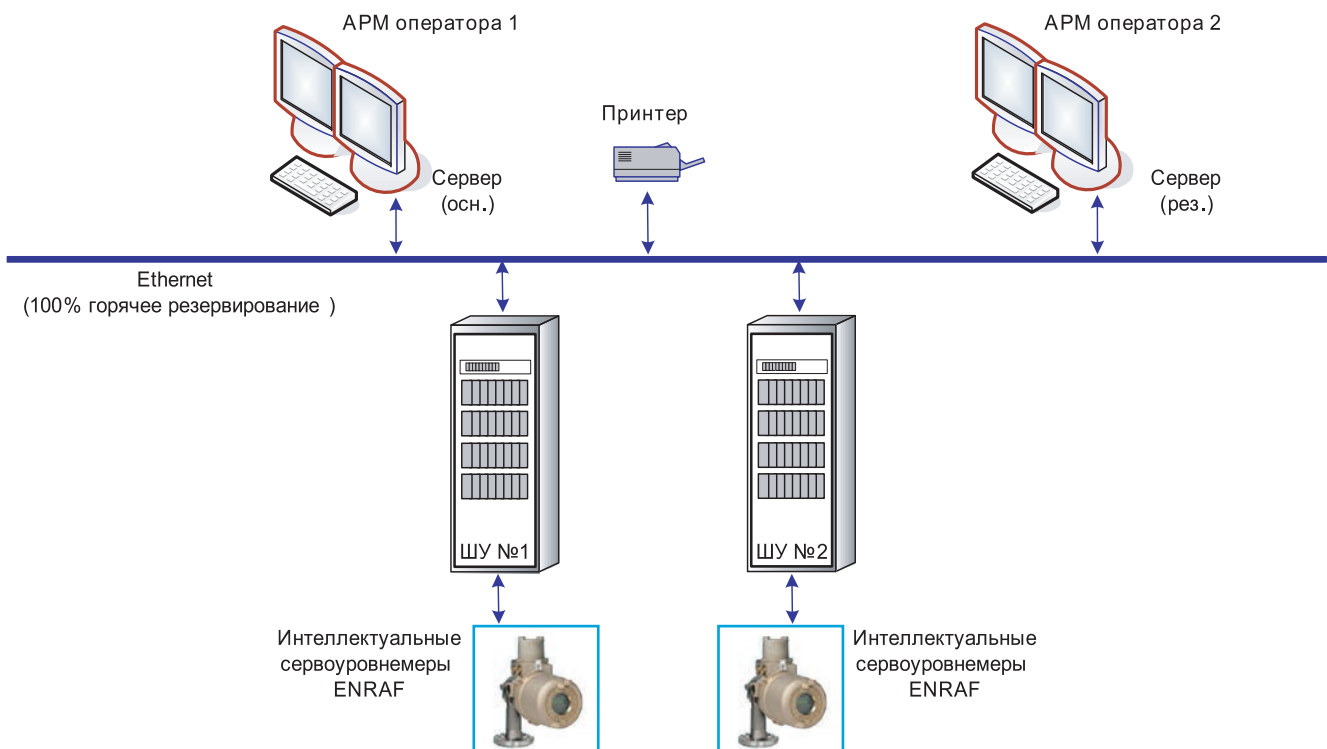 АРМ оператора 1
АРМ оператора 2
Принтер
Сервер
(осн.)
Сервер
(рез.)
Ethernet
(100% горячее резервирование )
ШУ №1
ШУ №2
Интеллектуальные
сервоуровнемеры
ENRAF
Интеллектуальные
сервоуровнемеры
ENRAF